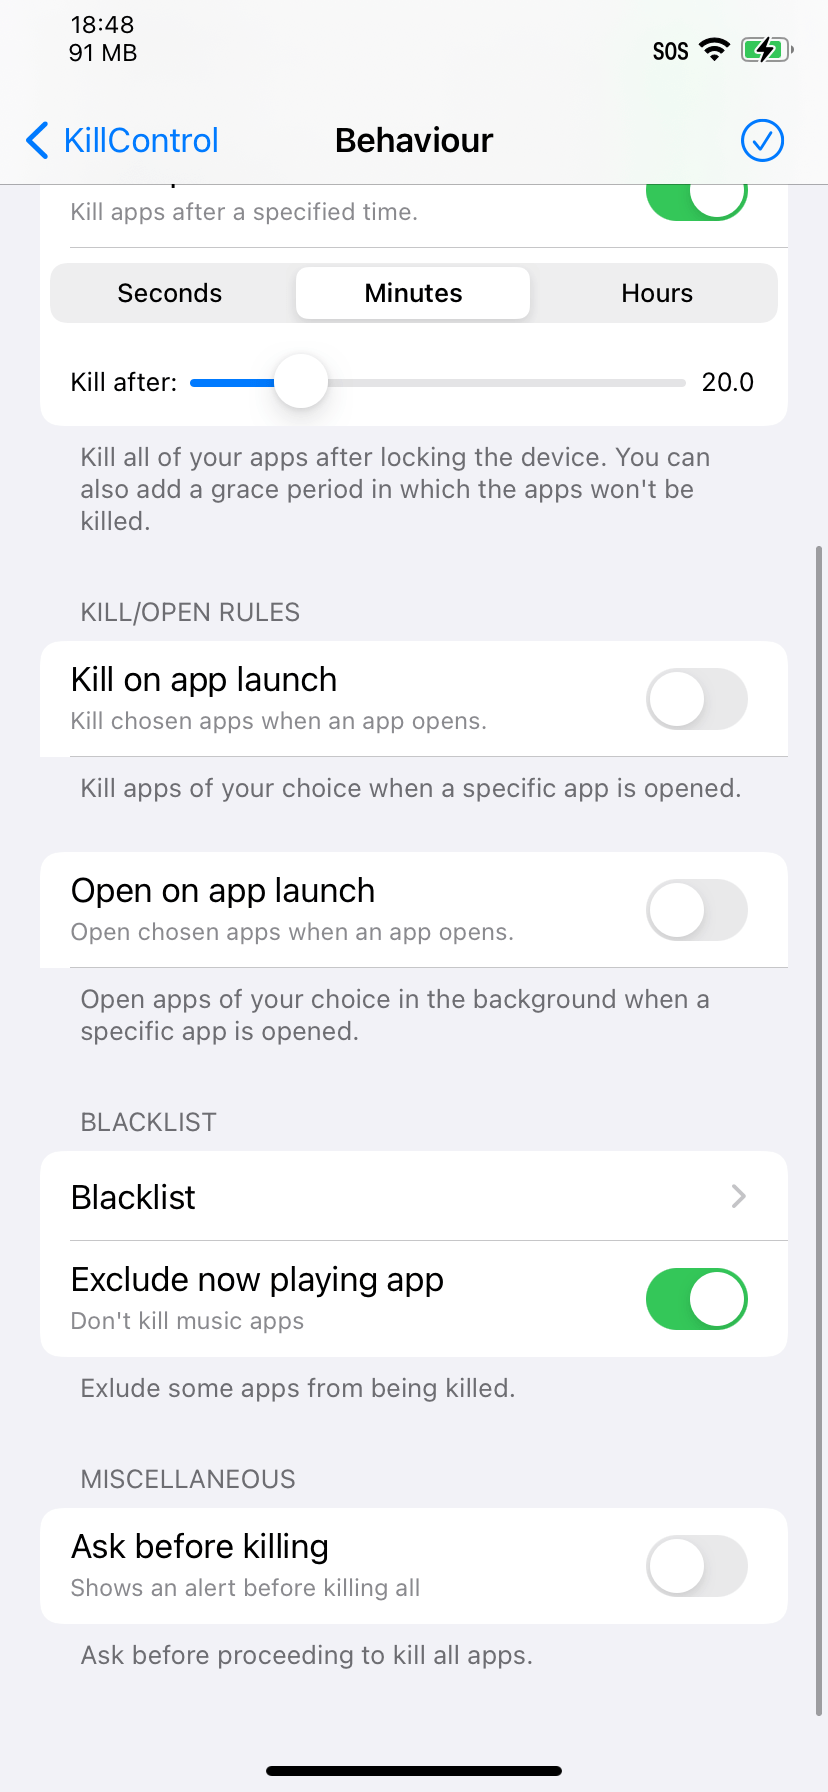 18:48
91 MB
SOS
KillControl
Behaviour
Kill apps after a specified time.
Seconds
Minutes
Hours
Kill after:
20.0
Kill all of your apps after locking the device. You can
also add a grace period in which the apps won't be
killed.
KILL/OPEN RULES
Kill on app launch
Kill chosen apps when an app opens.
Kill apps of your choice when a specific app is opened.
Open on app launch
Open chosen apps when an app opens.
Open apps of your choice in the background when a
specific app is opened.
BLACKLIST
Blacklist
Exclude now playing app
Don't kill music apps
Exlude some apps from being killed.
MISCELLANEOUS
Ask before killing
Shows an alert before killing all
Ask before proceeding to kill all apps.